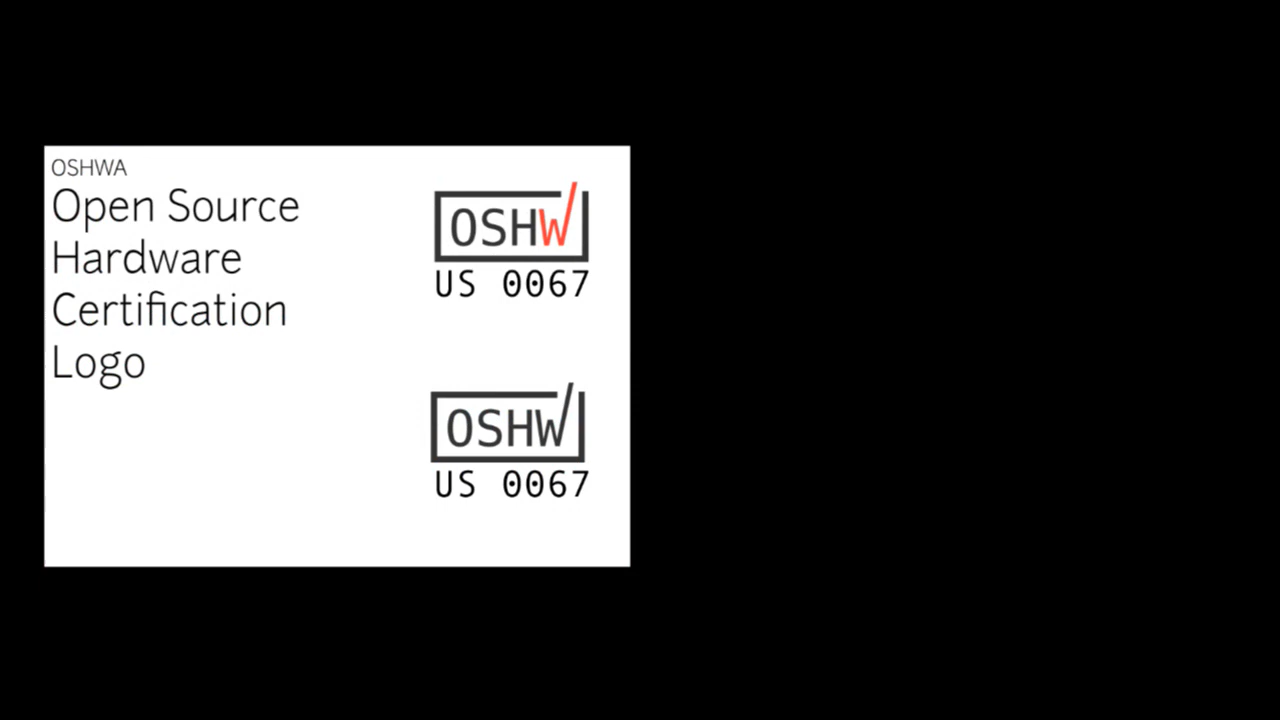 OSHWA
Open Source
Hardware
Certification
Logo
OSHW
US 0067
OSHW
US 0067